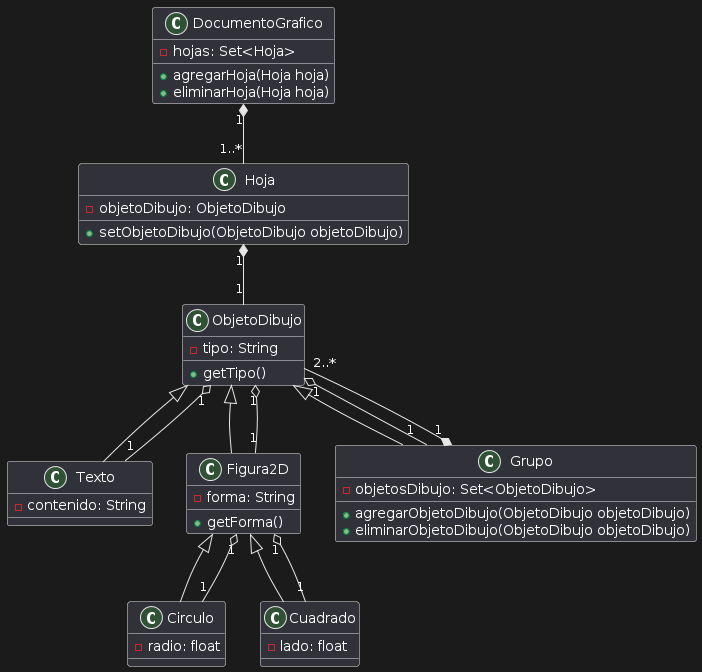 C DocumentoGrafico
hojas: Set<Hoja>
agregarHoja(Hoja hoja)
eliminarHoja(Hoja hoja)
1
1..*
C Hoja
objetoDibujo: ObjetoDibujo
setObjetoDibujo(ObjetoDibujo objetoDibujo)
1
1
C ObjetoDibujo
tipo: String
getTipo()
2..*
1 1 1
1 1 1 1
C Texto
contenido: String
C Figura2D
forma: String
getForma()
C Grupo
objetosDibujo: Set<ObjetoDibujo>
agregarObjetoDibujo(ObjetoDibujo objetoDibujo)
eliminarObjetoDibujo(ObjetoDibujo objetoDibujo)
1 1
1 1
C Circulo
radio: float
C Cuadrado
lado: float